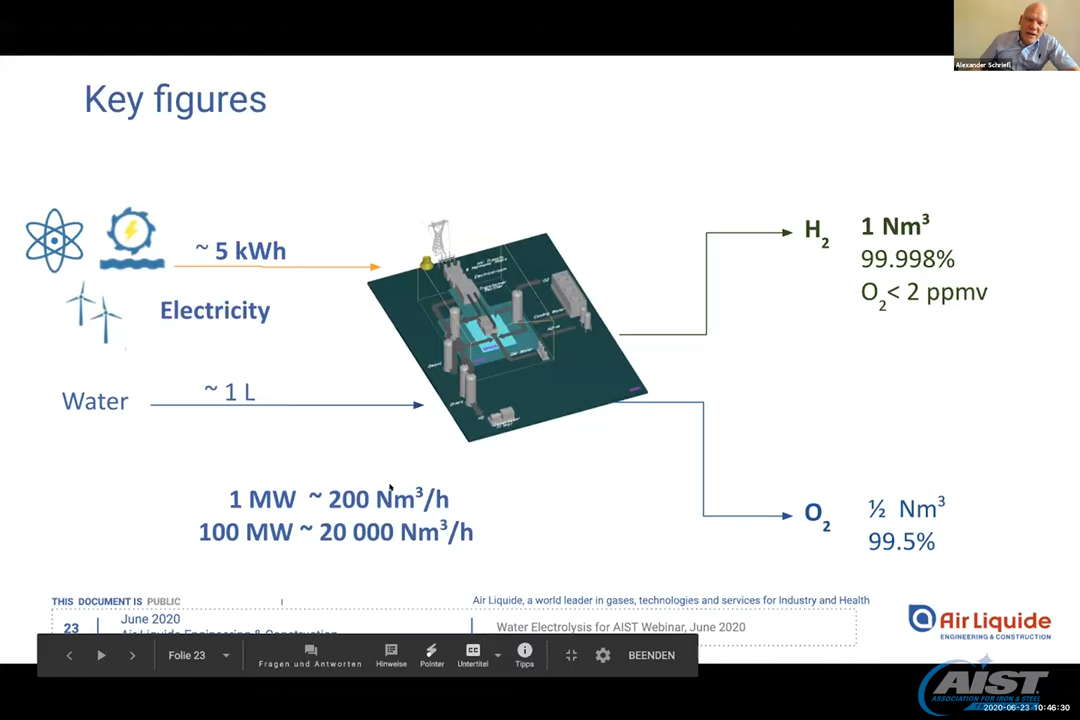 Alexander Schriefl
Key figures
~ 5 kWh
Electricity
Water
~ 1 L
H2
1 Nm³
99.998%
O2< 2 ppmv
1 MW ~ 200 Nm³/h
100 MW ~ 20 000 Nm³/h
O2
½ Nm³
99.5%
THIS DOCUMENT IS PUBLIC
Air Liquide, a world leader in gases, technologies and services for Industry and Health
23
June 2020
Air Liquide Engineering & Construction
Water Electrolysis for AIST Webinar, June 2020
Air Liquide
ENGINEERING & CONSTRUCTION
Folie 23
Fragen und Antworten
Hinweise
Pointer
Untertitel
Tipps
BEENDEN
AIST
ASSOCIATION FOR IRON & STEEL
2020-06-23 10:46:30